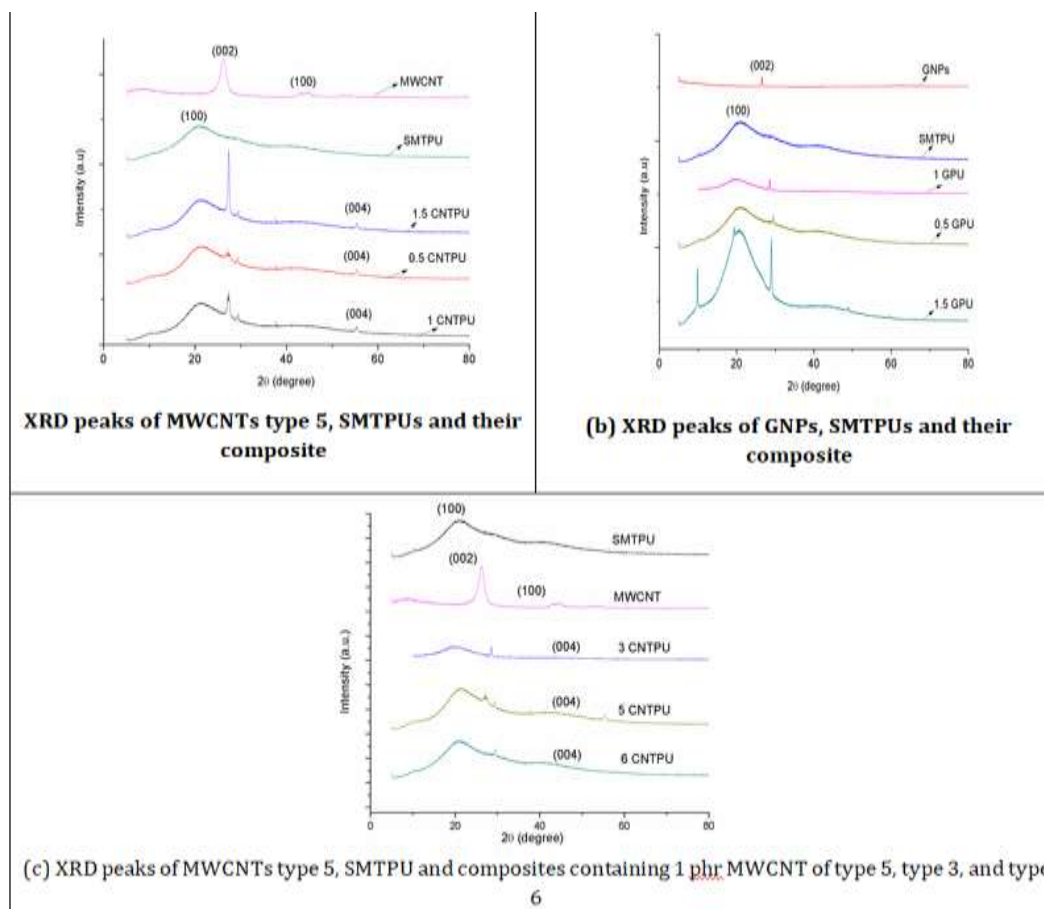 (002)
(100)
MWCNT
(100)
SMTPU
(004)
1.5 CNTPU
(004)
0.5 CNTPU
(004)
1 CNTPU
Intensity (a.u)
0 20 40 60 80
2θ (degree)
XRD peaks of MWCNTs type 5, SMTPUs and their
composite
(002)
GNPs
(100)
SMTPU
1 GPU
0.5 GPU
1.5 GPU
Intensity (a.u)
0 20 40 60 80
2θ (degree)
(b) XRD peaks of GNPs, SMTPUs and their
composite
(100)
SMTPU
(002)
(100)
MWCNT
(004) 3 CNTPU
(004) 5 CNTPU
(004) 6 CNTPU
Intensity (a.u.)
0 20 40 60 80
2θ (degree)
(c) XRD peaks of MWCNTs type 5, SMTPU and composites containing 1 phr MWCNT of type 5, type 3, and type
6